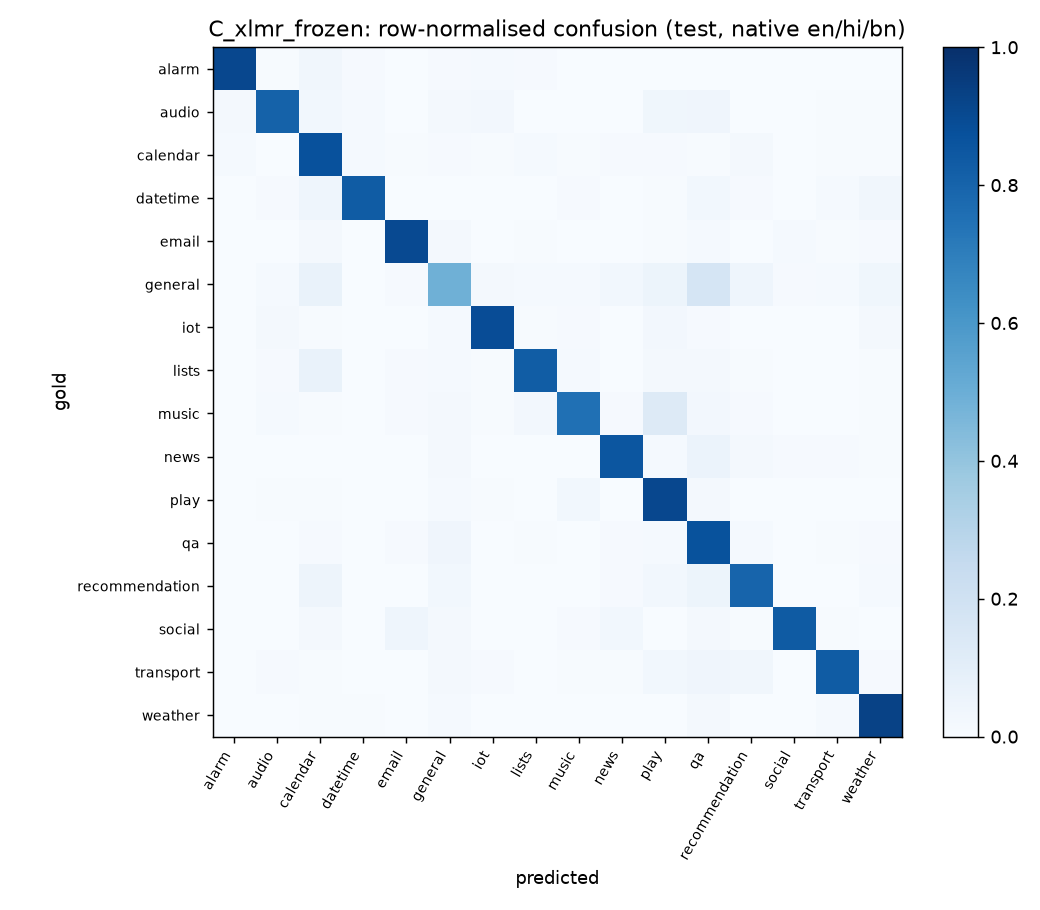 C_xlmr_frozen: row-normalised confusion (test, native en/hi/bn)
gold
alarm
audio
calendar
datetime
email
general
iot
lists
music
news
play
qa
recommendation
social
transport
weather
alarm
audio
calendar
datetime
email
general
iot
lists
music
news
play
qa
recommendation
social
transport
weather
predicted
1.0
0.8
0.6
0.4
0.2
0.0